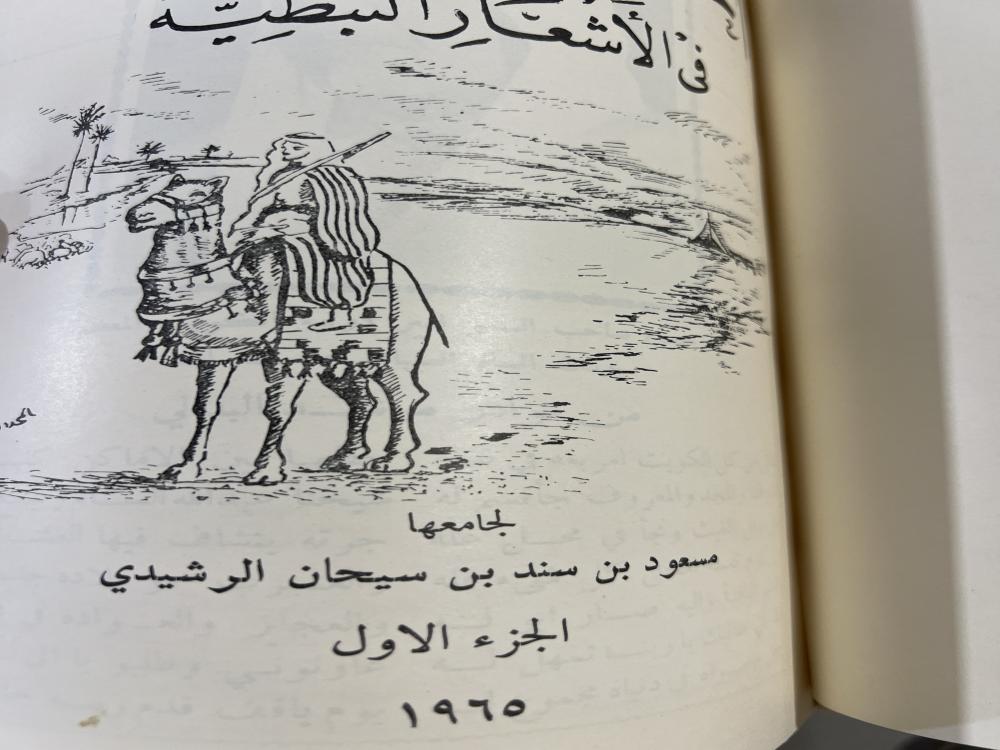 في الأشعار النبطية
لجامعها
مسعود بن سند بن سيحان الرشيدي
الجزء الاول
١٩٦٥